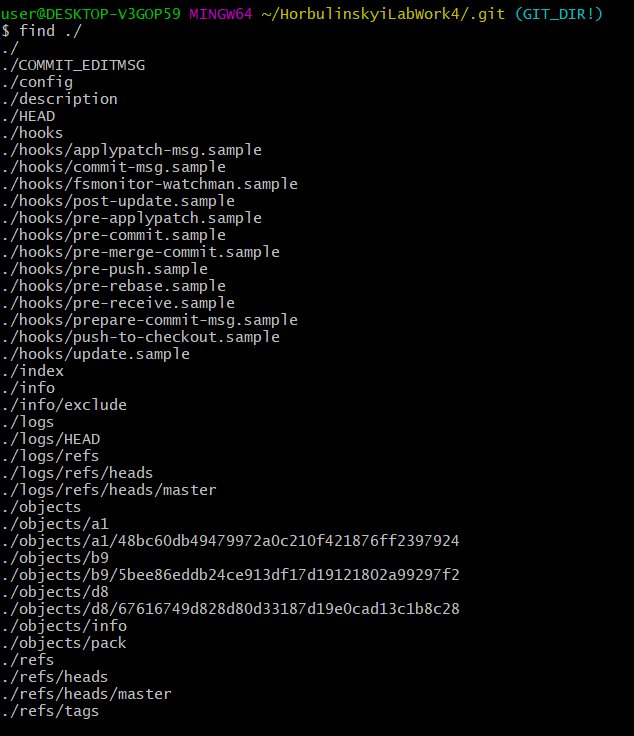 user@DESKTOP-V3GOP59 MINGW64 ~/HorbulinskyiLabWork4/.git (GIT_DIR!)
$ find ./
./
./COMMIT_EDITMSG
./config
./description
./HEAD
./hooks
./hooks/applypatch-msg.sample
./hooks/commit-msg.sample
./hooks/fsmonitor-watchman.sample
./hooks/post-update.sample
./hooks/pre-applypatch.sample
./hooks/pre-commit.sample
./hooks/pre-merge-commit.sample
./hooks/pre-push.sample
./hooks/pre-rebase.sample
./hooks/pre-receive.sample
./hooks/prepare-commit-msg.sample
./hooks/push-to-checkout.sample
./hooks/update.sample
./index
./info
./info/exclude
./logs
./logs/HEAD
./logs/refs
./logs/refs/heads
./logs/refs/heads/master
./objects
./objects/a1
./objects/a1/48bc60db49479972a0c210f421876ff2397924
./objects/b9
./objects/b9/5bee86eddb24ce913df17d19121802a99297f2
./objects/d8
./objects/d8/67616749d828d80d33187d19e0cad13c1b8c28
./objects/info
./objects/pack
./refs
./refs/heads
./refs/heads/master
./refs/tags